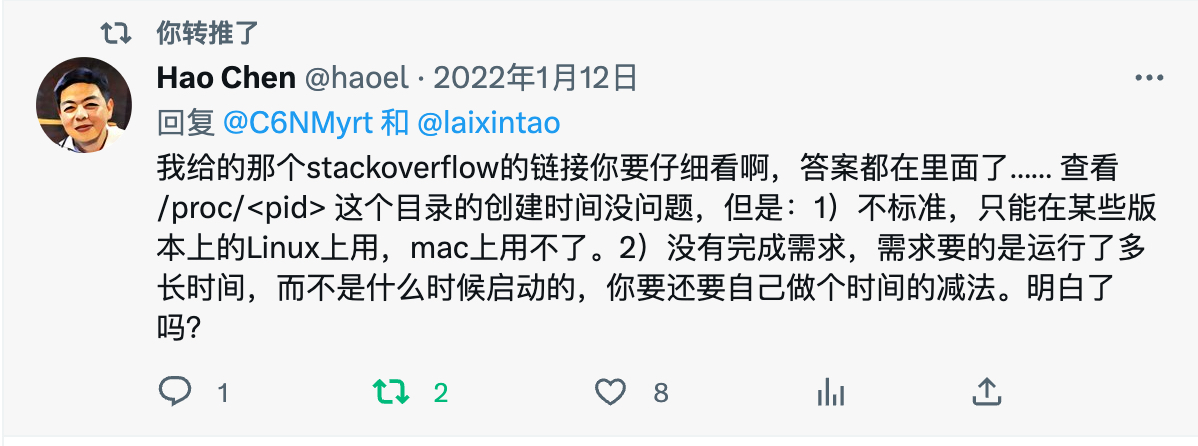 你转推了
Hao Chen @haoel · 2022年1月12日
回复 @C6NMyrt 和 @laixintao
我给的那个stackoverflow的链接你要仔细看啊，答案都在里面了…… 查看
/proc/<pid> 这个目录的创建时间没问题，但是：1）不标准，只能在某些版
本上的Linux上用，mac上用不了。2）没有完成需求，需求要的是运行了多
长时间，而不是什么时候启动的，你要还要自己做个时间的减法。明白了
吗?
1 2 8